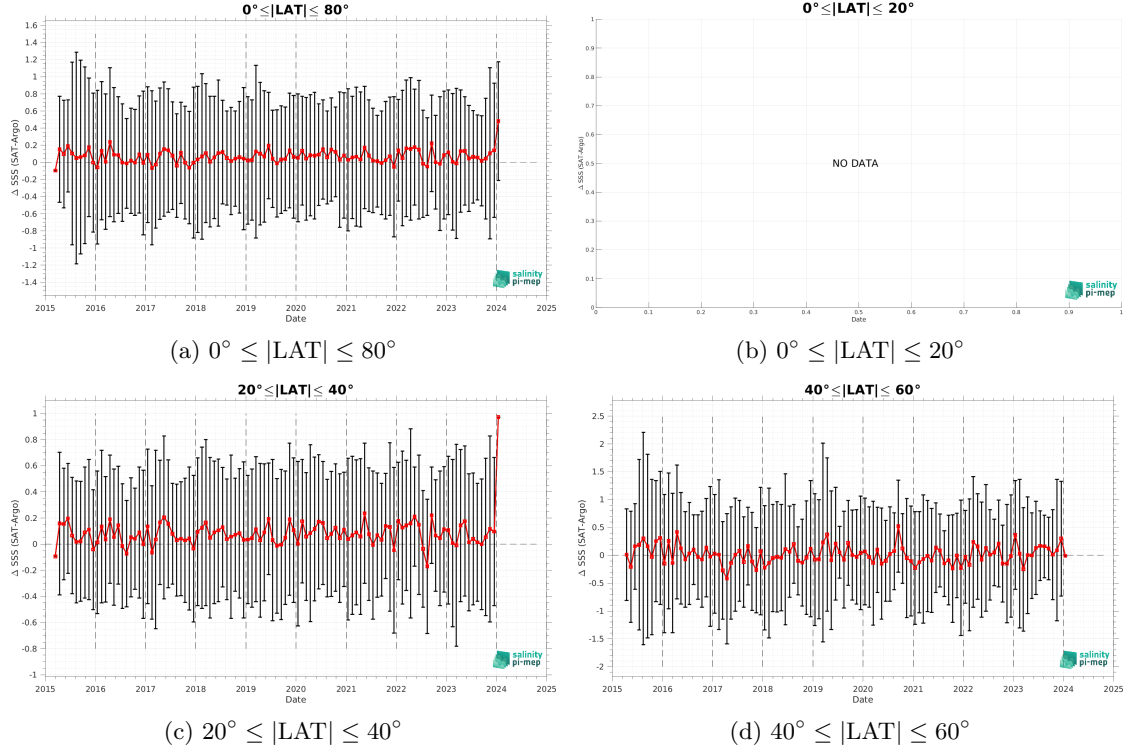 0°≤|LAT|≤ 80°
Δ SSS (SAT-Argo)
1.6
1.4
1.2
1
0.8
0.6
0.4
0.2
0
-0.2
-0.4
-0.6
-0.8
-1
-1.2
-1.4
2015 2016 2017 2018 2019 2020 2021 2022 2023 2024 2025
Date
salinity
pi-mep
(a) 0° ≤ |LAT| ≤ 80°
0°≤|LAT|≤ 20°
Δ SSS (SAT-Argo)
1
0.9
0.8
0.7
0.6
0.5
0.4
0.3
0.2
0.1
0
NO DATA
0 0.1 0.2 0.3 0.4 0.5 0.6 0.7 0.8 0.9 1
Date
salinity
pi-mep
(b) 0° ≤ |LAT| ≤ 20°
20°≤|LAT|≤ 40°
Δ SSS (SAT-Argo)
1
0.8
0.6
0.4
0.2
0
-0.2
-0.4
-0.6
-0.8
-1
2015 2016 2017 2018 2019 2020 2021 2022 2023 2024 2025
Date
salinity
pi-mep
(c) 20° ≤ |LAT| ≤ 40°
40°≤|LAT|≤ 60°
Δ SSS (SAT-Argo)
2.5
2
1.5
1
0.5
0
-0.5
-1
-1.5
-2
2015 2016 2017 2018 2019 2020 2021 2022 2023 2024 2025
Date
salinity
pi-mep
(d) 40° ≤ |LAT| ≤ 60°